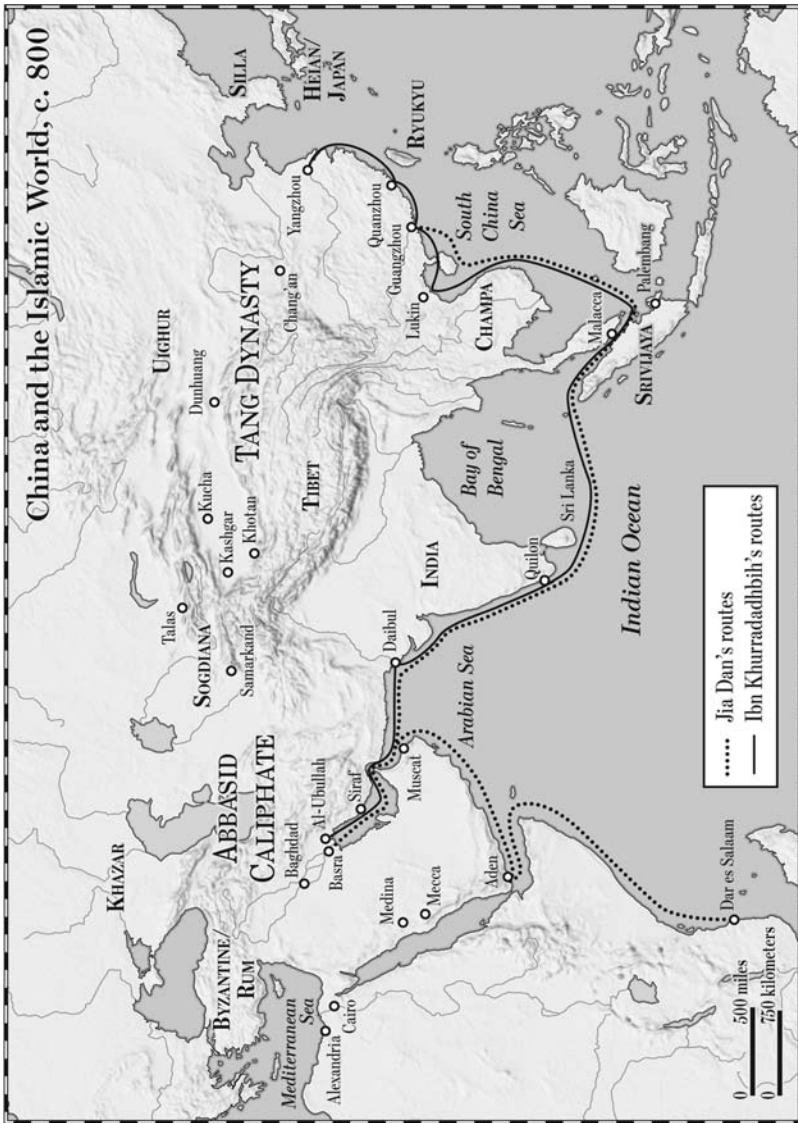 China and the Islamic World, c. 800
KHAZAR
BYZANTINE/
RUM
Mediterranean
Sea
Alexandria
Cairo
ABBASID
CALIPHATE
Baghdad
Al-Ubullah
Basra
Siraf
Medina
Mecca
Muscat
Aden
Dar es Salaam
Arabian Sea
SOGDIANA
Talas
Samarkand
Kashgar
Kucha
Khotan
Dunhuang
UIGHUR
TANG DYNASTY
Chang'an
TIBET
INDIA
Daibul
Quilon
Sri Lanka
Bay of
Bengal
Indian Ocean
SILLA
HEIAN/
JAPAN
RYUKYU
Yangzhou
Quanzhou
Guangzhou
Lukin
CHAMPA
South
China
Sea
Malacca
Palembang
SRIVIJAYA
Jia Dan's routes
Ibn Khurradadhbih's routes
0 500 miles
0 750 kilometers